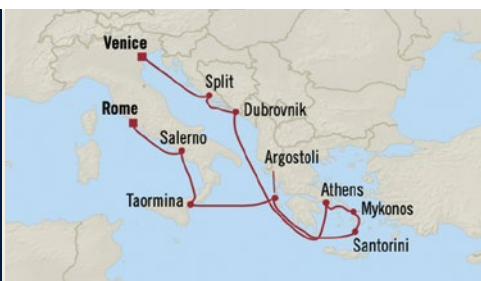 Venice
Split
Rome
Dubrovnik
Salerno
Argostoli
Athens
Taormina
Mykonos
Santorini